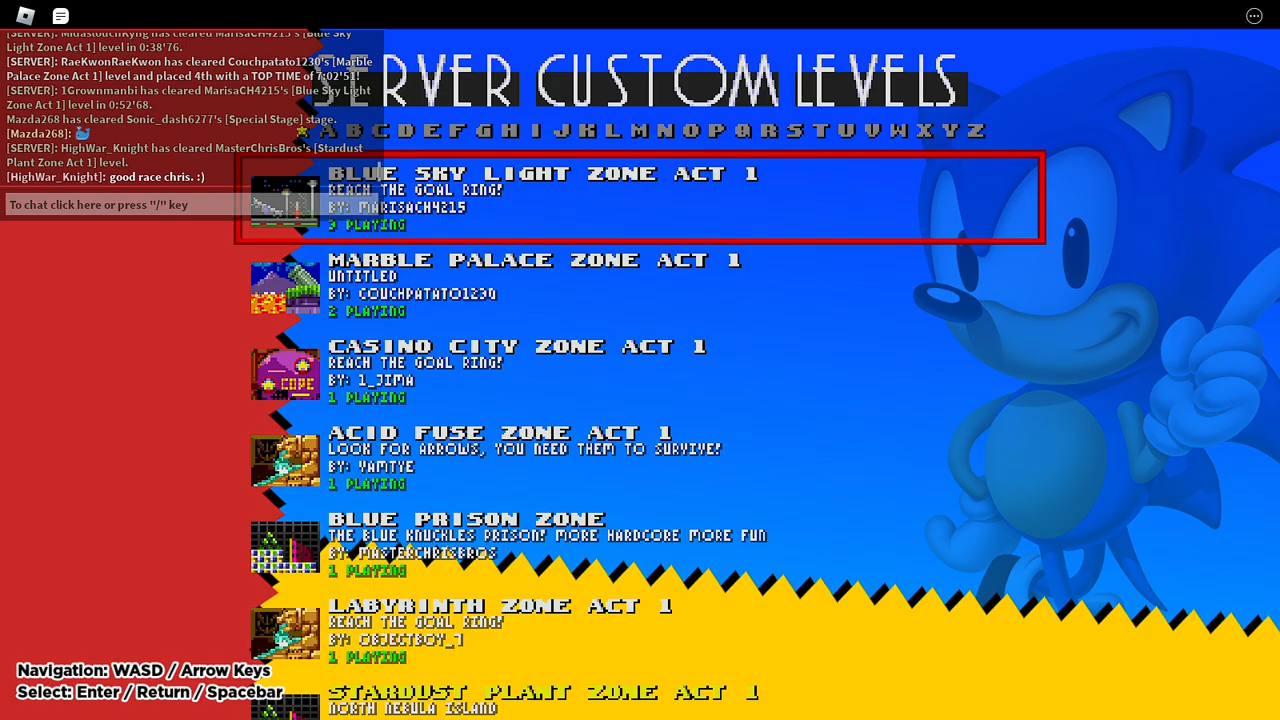 [SERVER]: MidastouchKyng has cleared MarisaCH4215's [Blue Sky
Light Zone Act 1] level in 0:38'76.
[SERVER]: RaeKwonRaeKwon has cleared Couchpatato1230's [Marble
Palace Zone Act 1] level and placed 4th with a TOP TIME of 7:02'51!
[SERVER]: 1Grownmanbi has cleared MarisaCH4215's [Blue Sky Light
Zone Act 1] level in 0:52'68.
Mazda268 has cleared Sonic_dash6277's [Special Stage] stage.
[Mazda268]: 🐳
[SERVER]: HighWar_Knight has cleared MasterChrisBros's [Stardust
Plant Zone Act 1] level.
[HighWar_Knight]: good race chris. :)
To chat click here or press "/" key
SERVER CUSTOM LEVELS
★ A B C D E F G H I J K L M N O P Q R S T U V W X Y Z
BLUE SKY LIGHT ZONE ACT 1
REACH THE GOAL RING!
BY: MARISACH4215
3 PLAYING
MARBLE PALACE ZONE ACT 1
UNTITLED
BY: COUCHPATATO1230
2 PLAYING
CASINO CITY ZONE ACT 1
REACH THE GOAL RING!
BY: 1_JIMA
1 PLAYING
COPE
ACID FUSE ZONE ACT 1
LOOK FOR ARROWS, YOU NEED THEM TO SURVIVE!
BY: VAMTYE
1 PLAYING
BLUE PRISON ZONE
THE BLUE KNUCKLES PRISON! MORE HARDCORE MORE FUN
BY: MASTERCHRISBROS
1 PLAYING
LABYRINTH ZONE ACT 1
REACH THE GOAL RING!
BY: OBJECTBOY_7
1 PLAYING
STARDUST PLANT ZONE ACT 1
NORTH NEBULA ISLAND
Navigation: WASD / Arrow Keys
Select: Enter / Return / Spacebar